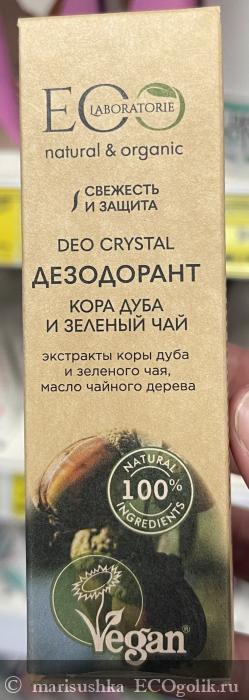 ECO
LABORATORIE
natural & organic
СВЕЖЕСТЬ
И ЗАЩИТА
DEO CRYSTAL
ДЕЗОДОРАНТ
КОРА ДУБА
И ЗЕЛЕНЫЙ ЧАЙ
экстракты коры дуба
и зеленого чая,
масло чайного дерева
NATURAL
100%
INGREDIENTS
Vegan®
© marisushka ECOgolik.ru